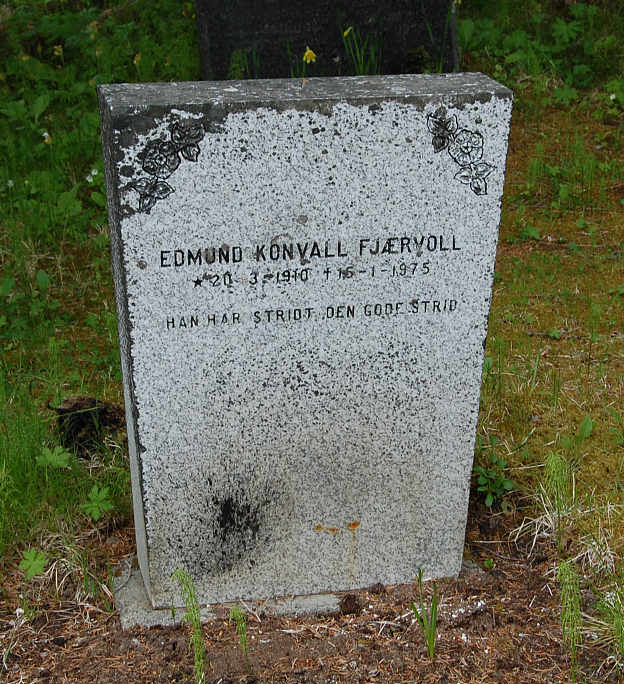 EDMUND KONVALL FJÆRVOLL
★ 20-3-1910 † 15-1-1975
HAN HAR STRIDT DEN GODE STRID